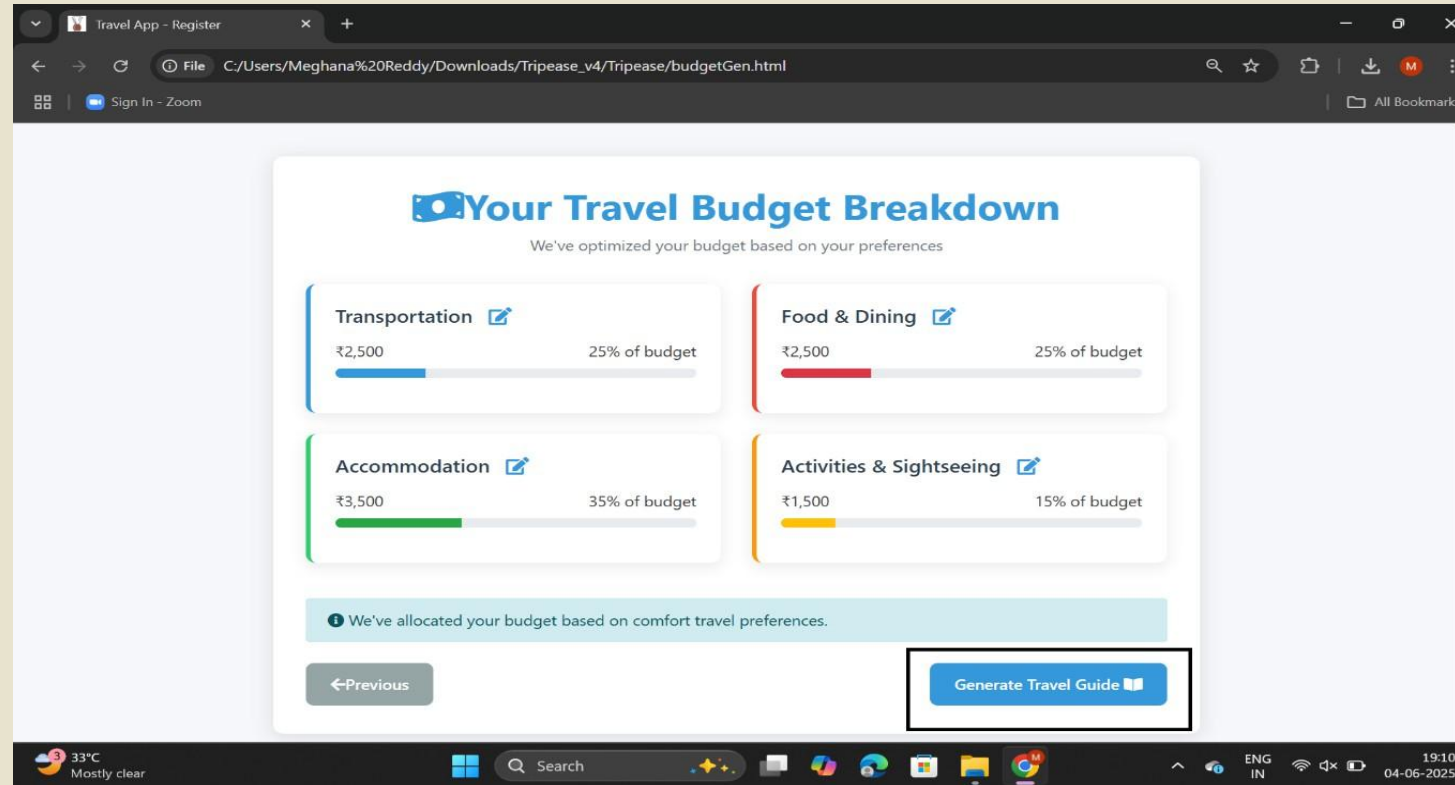 Travel App - Register
File C:/Users/Meghana%20Reddy/Downloads/Tripease_v4/Tripease/budgetGen.html
M
Sign In - Zoom
All Bookmark
Your Travel Budget Breakdown
We've optimized your budget based on your preferences
Transportation
₹2,500 25% of budget
Food & Dining
₹2,500 25% of budget
Accommodation
₹3,500 35% of budget
Activities & Sightseeing
₹1,500 15% of budget
We've allocated your budget based on comfort travel preferences.
Previous
Generate Travel Guide
3
33°C
Mostly clear
Search
M
ENG
IN
19:10
04-06-2025